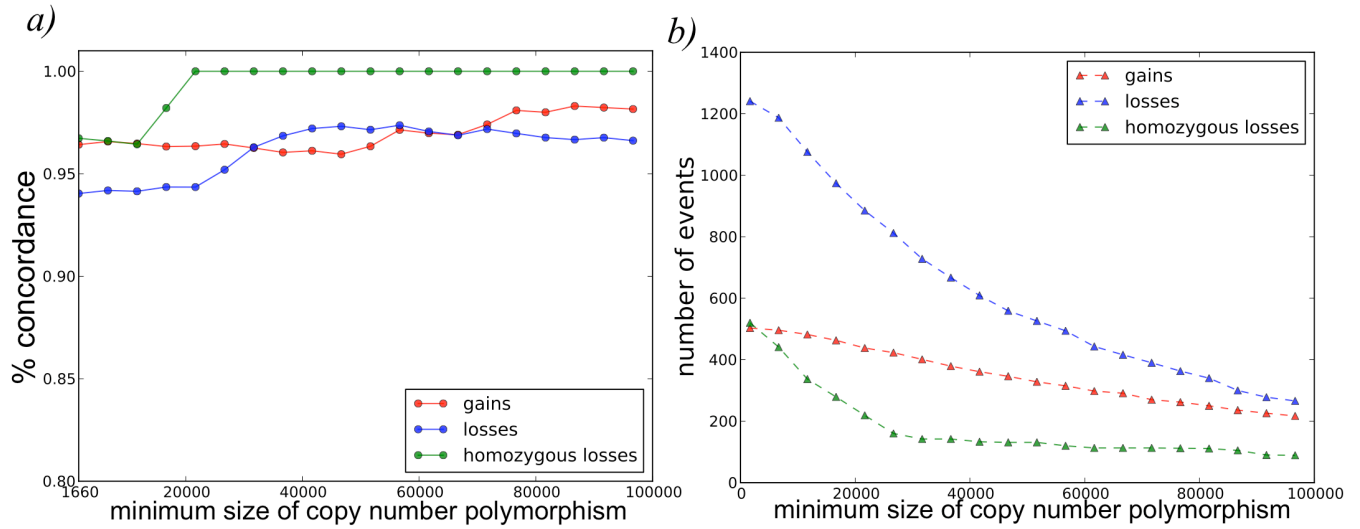 a)
% concordance
1.00
0.95
0.90
0.85
0.80
1660
20000
40000
60000
80000
100000
minimum size of copy number polymorphism
gains
losses
homozygous losses
b)
number of events
1400
1200
1000
800
600
400
200
0
0
20000
40000
60000
80000
100000
minimum size of copy number polymorphism
gains
losses
homozygous losses